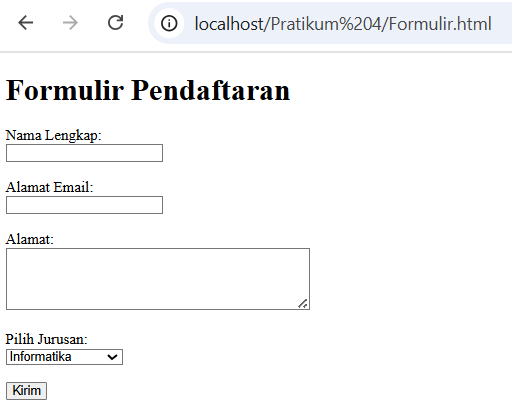 localhost/Pratikum%204/Formulir.html
Formulir Pendaftaran
Nama Lengkap:
Alamat Email:
Alamat:
Pilih Jurusan:
Informatika
Kirim